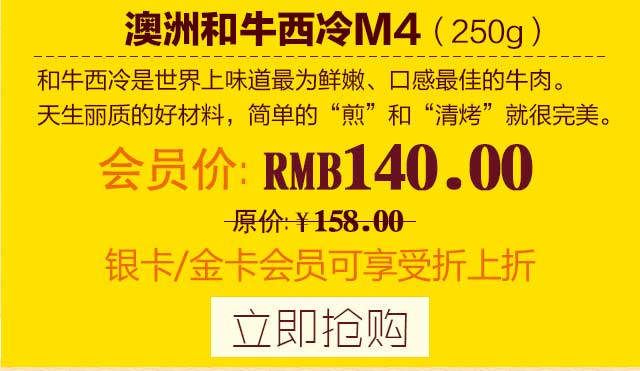 澳洲和牛西冷M4（250g）
和牛西冷是世界上味道最为鲜嫩、口感最佳的牛肉。
天生丽质的好材料，简单的“煎”和“清烤”就很完美。
会员价: RMB140.00
原价:￥158.00
银卡/金卡会员可享受折上折
立即抢购